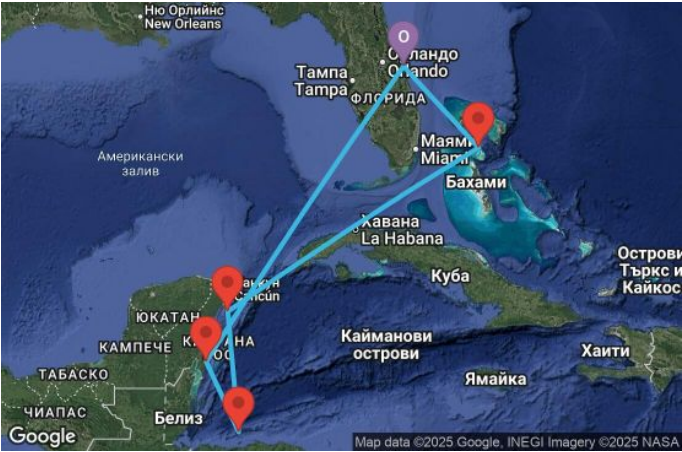 Ню Орлийнс
New Orleans
O
Орландо
Orlando
Тампа
Tampa
ФЛОРИДА
Маями
Miami
Американски
залив
Бахами
Хавана
La Habana
Куба
Острови
Търкс и
Кайкос
Cancún
ЮКАТАН
КАМПЕЧЕ
Кайманови
острови
Хаити
ТАБАСКО
Ямайка
ЧИАПАС
Белиз
Google
Map data ©2025 Google, INEGI Imagery ©2025 NASA